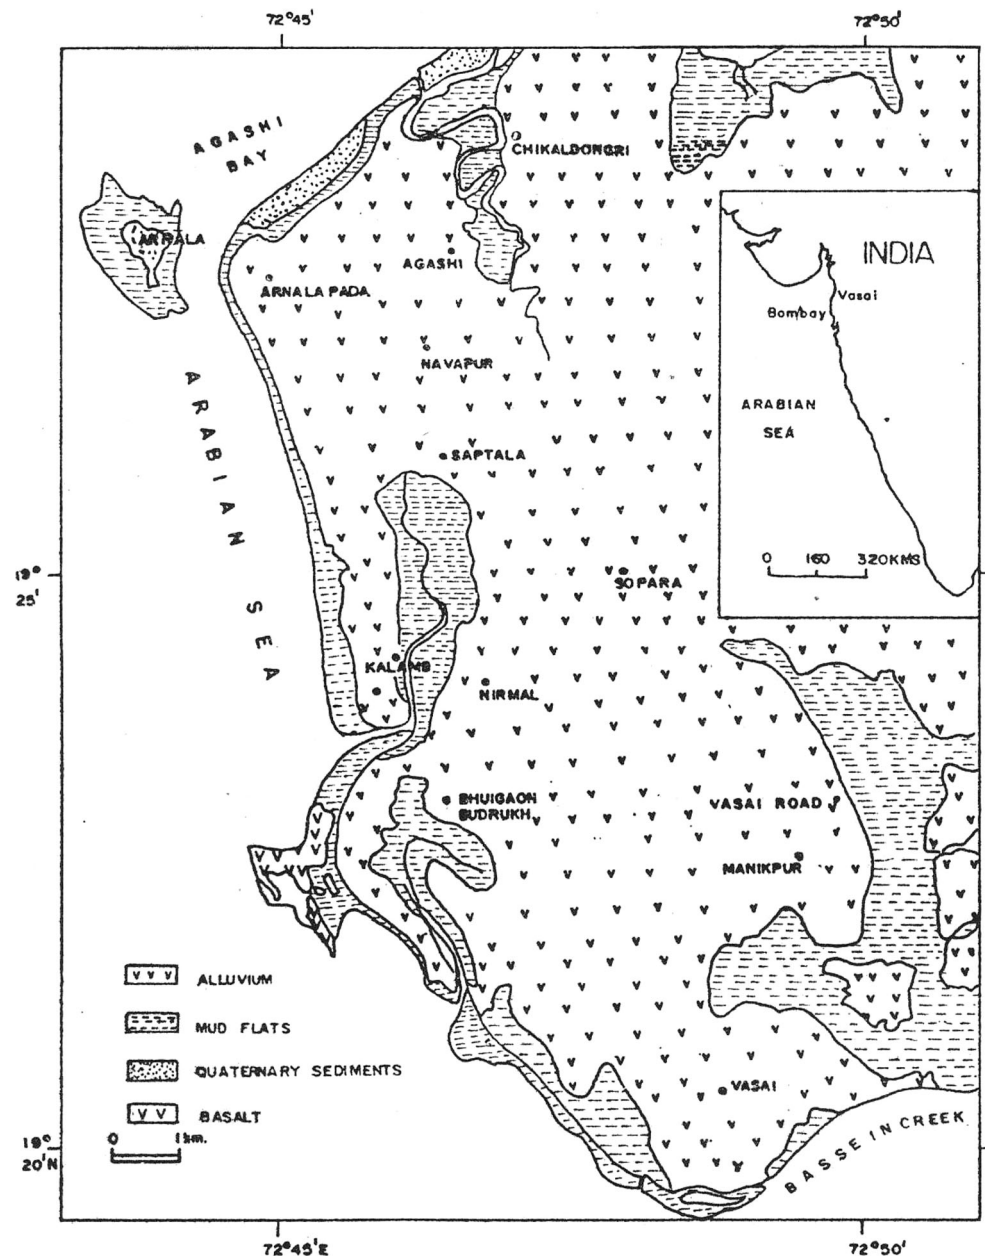 72°45'
72°50'
AGASHI
BAY
CHIKALDONGRI
ARNALA
AGASHI
ARNALA PADA
INDIA
Vasai
Bombay
NAVAPUR
ARABIAN
SEA
ARABIAN SEA
SAPTALA
0 160 320KMS
19°
25'
SOPARA
KALAMB
NIRMAL
BHUIGAON
BUDRUKH
VASAI ROAD
MANIKPUR
ALLUVIUM
MUD FLATS
QUATERNARY SEDIMENTS
BASALT
0 1km.
VASAI
BASSEIN CREEK
19°
20'N
72°45'E
72°50'